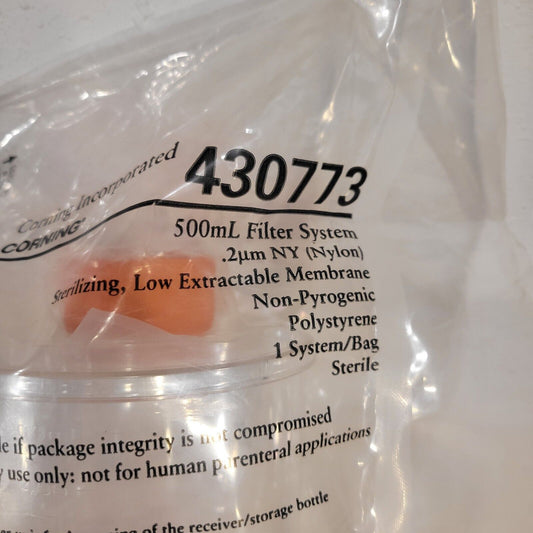 Corning Incorporated
CORNING
430773
500mL Filter System
.2µm NY (Nylon)
Sterilizing, Low Extractable Membrane
Non-Pyrogenic
Polystyrene
1 System/Bag
Sterile
if package integrity is not compromised
use only: not for human parenteral applications
of the receiver/storage bottle